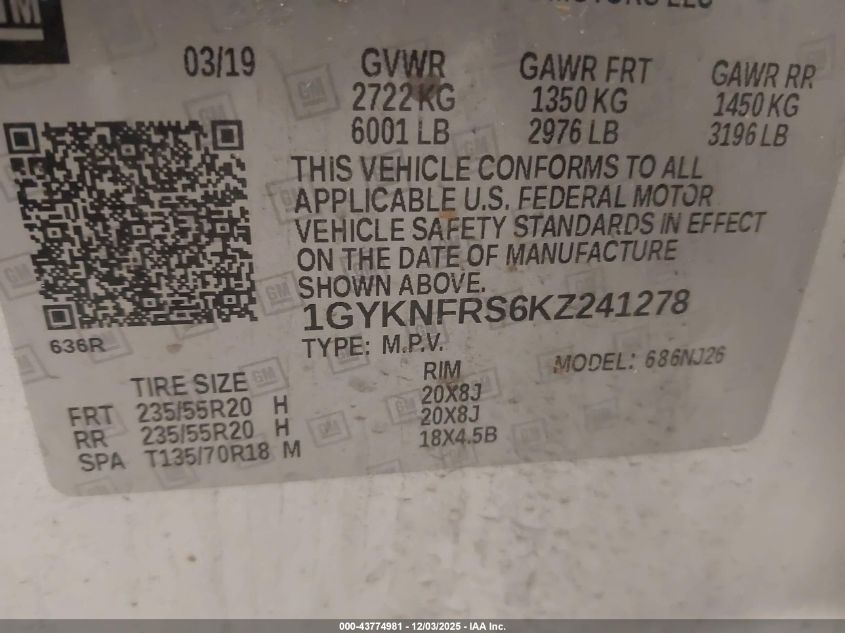 GM
MOTORS LLC
03/19 GVWR GAWR FRT GAWR RR
2722 KG 1350 KG 1450 KG
6001 LB 2976 LB 3196 LB
THIS VEHICLE CONFORMS TO ALL
APPLICABLE U.S. FEDERAL MOTOR
VEHICLE SAFETY STANDARDS IN EFFECT
ON THE DATE OF MANUFACTURE
SHOWN ABOVE.
1GYKNFRS6KZ241278
636R
TYPE: M.P.V. MODEL: 686NJ26
TIRE SIZE RIM
FRT 235/55R20 H 20X8J
RR 235/55R20 H 20X8J
SPA T135/70R18 M 18X4.5B
000-43774981 - 12/03/2025 - IAA Inc.